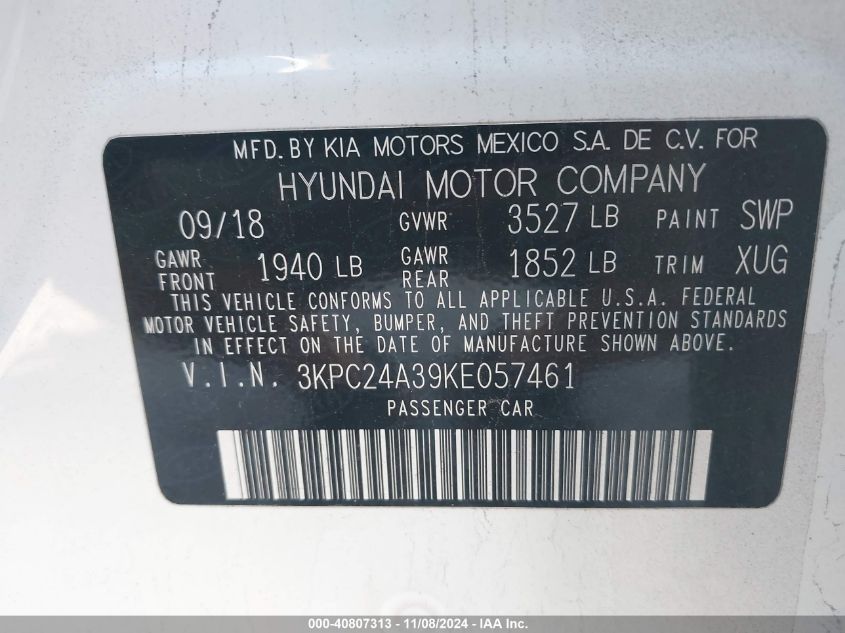 MFD. BY KIA MOTORS MEXICO S.A. DE C.V. FOR
HYUNDAI MOTOR COMPANY
09/18 GVWR 3527 LB PAINT SWP
GAWR FRONT 1940 LB GAWR REAR 1852 LB TRIM XUG
THIS VEHICLE CONFORMS TO ALL APPLICABLE U.S.A. FEDERAL
MOTOR VEHICLE SAFETY, BUMPER, AND THEFT PREVENTION STANDARDS
IN EFFECT ON THE DATE OF MANUFACTURE SHOWN ABOVE.
V.I.N. 3KPC24A39KE057461
PASSENGER CAR
000-40807313 - 11/08/2024 - IAA Inc.